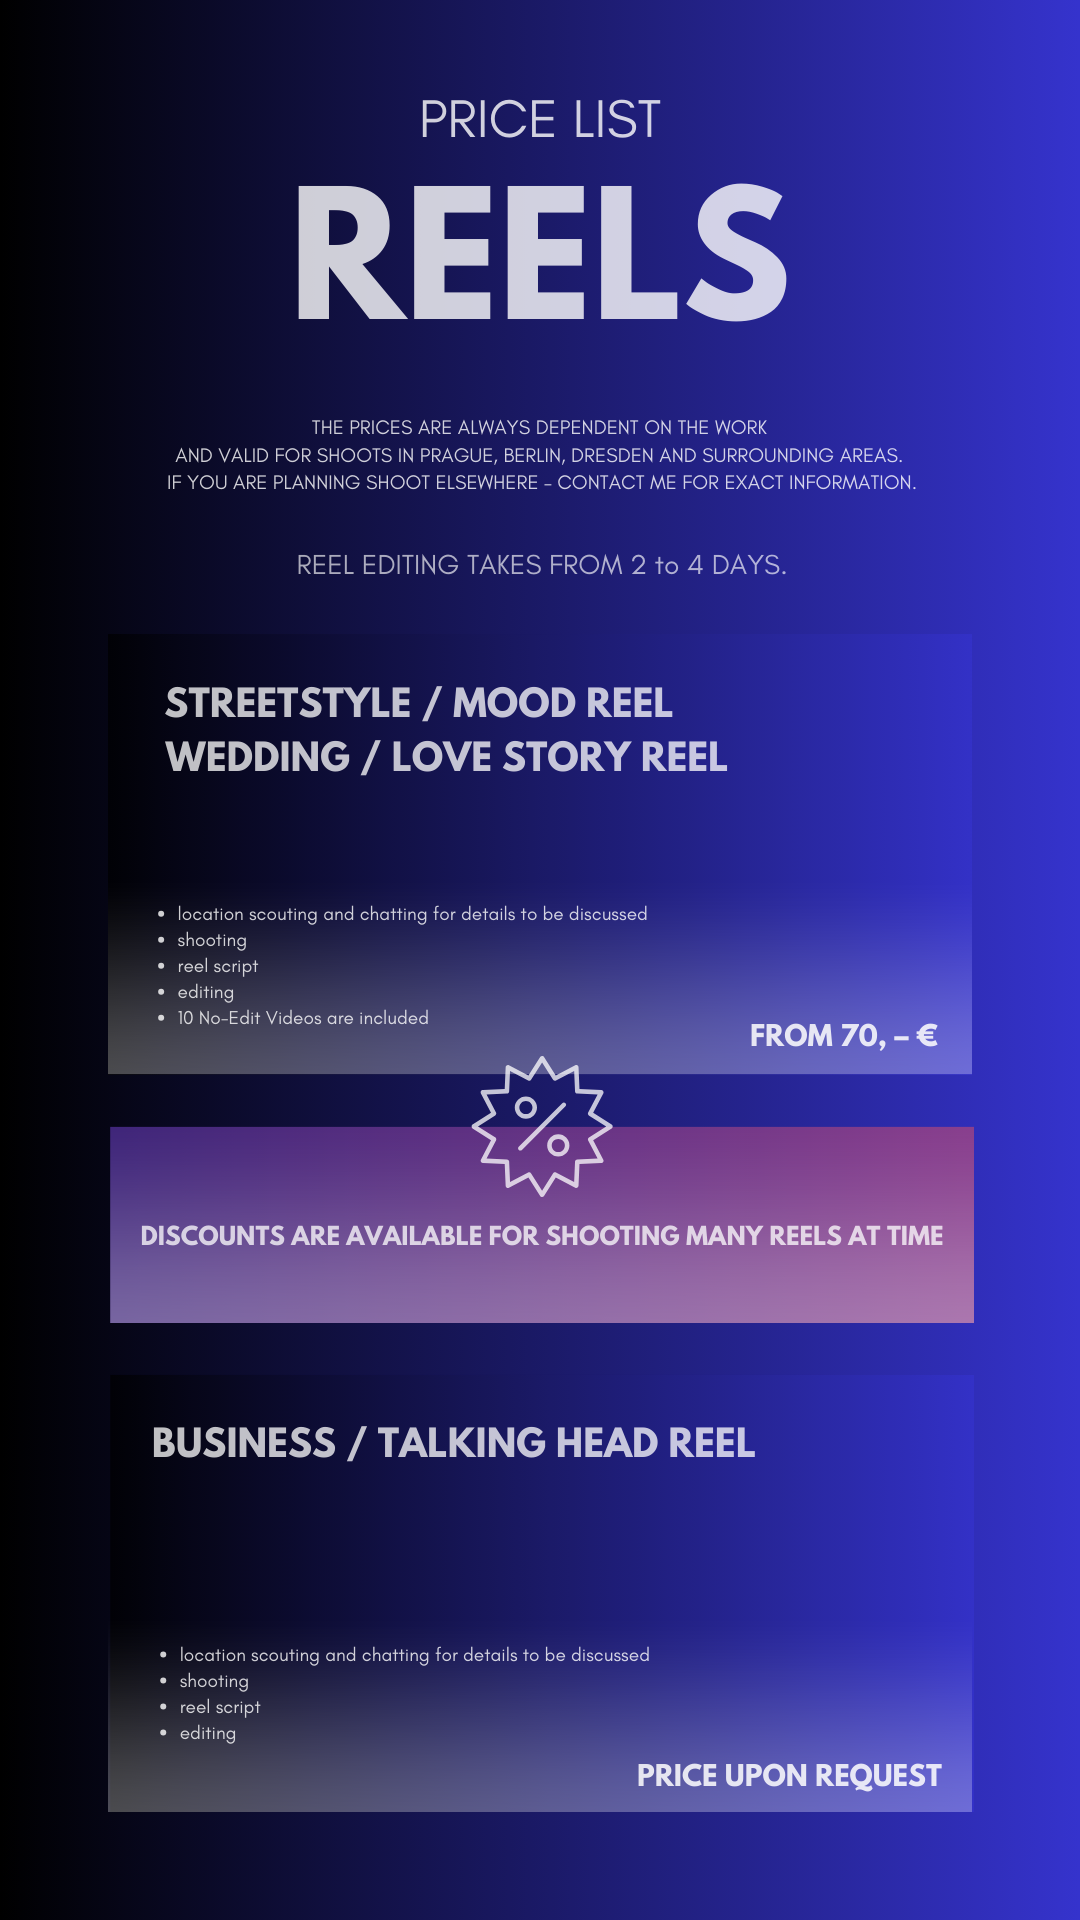 PRICE LIST
REELS
THE PRICES ARE ALWAYS DEPENDENT ON THE WORK
AND VALID FOR SHOOTS IN PRAGUE, BERLIN, DRESDEN AND SURROUNDING AREAS.
IF YOU ARE PLANNING SHOOT ELSEWHERE – CONTACT ME FOR EXACT INFORMATION.
REEL EDITING TAKES FROM 2 to 4 DAYS.
STREETSTYLE / MOOD REEL
WEDDING / LOVE STORY REEL
• location scouting and chatting for details to be discussed
• shooting
• reel script
• editing
• 10 No-Edit Videos are included
FROM 70, – €
%
DISCOUNTS ARE AVAILABLE FOR SHOOTING MANY REELS AT TIME
BUSINESS / TALKING HEAD REEL
• location scouting and chatting for details to be discussed
• shooting
• reel script
• editing
PRICE UPON REQUEST